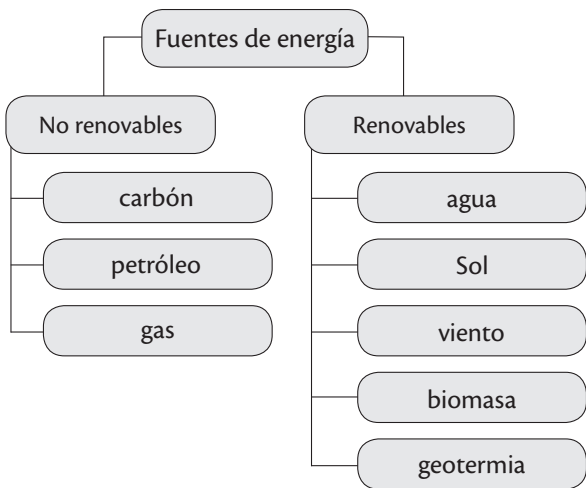 Fuentes de energía
No renovables
carbón
petróleo
gas
Renovables
agua
Sol
viento
biomasa
geotermia